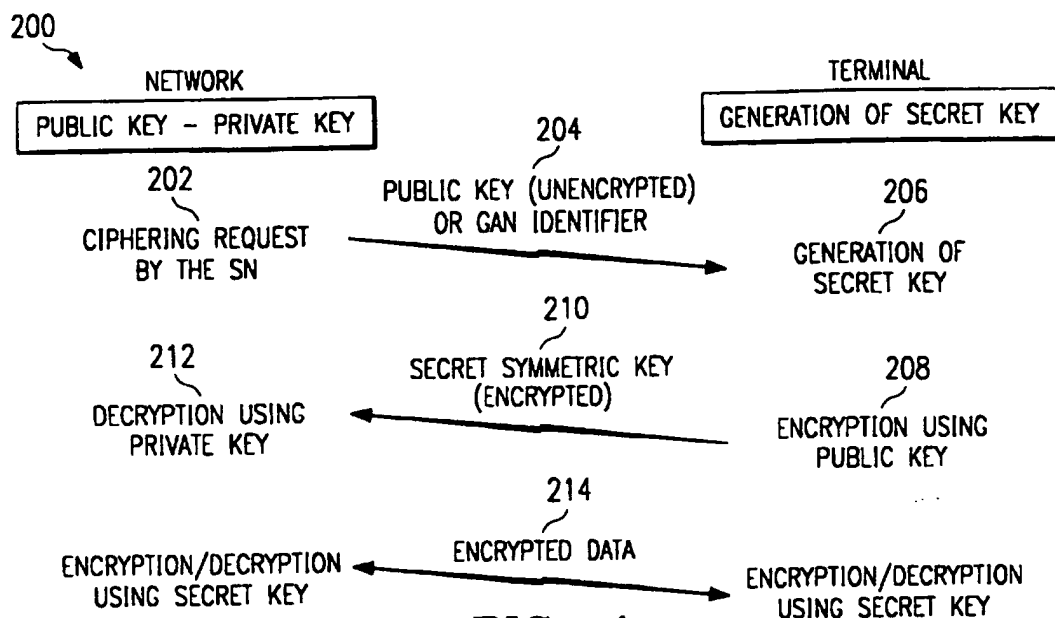 200
NETWORK
PUBLIC KEY - PRIVATE KEY
TERMINAL
GENERATION OF SECRET KEY
202
CIPHERING REQUEST
BY THE SN
204
PUBLIC KEY (UNENCRYPTED)
OR GAN IDENTIFIER
206
GENERATION OF
SECRET KEY
212
DECRYPTION USING
PRIVATE KEY
210
SECRET SYMMETRIC KEY
(ENCRYPTED)
208
ENCRYPTION USING
PUBLIC KEY
ENCRYPTION/DECRYPTION
USING SECRET KEY
214
ENCRYPTED DATA
ENCRYPTION/DECRYPTION
USING SECRET KEY